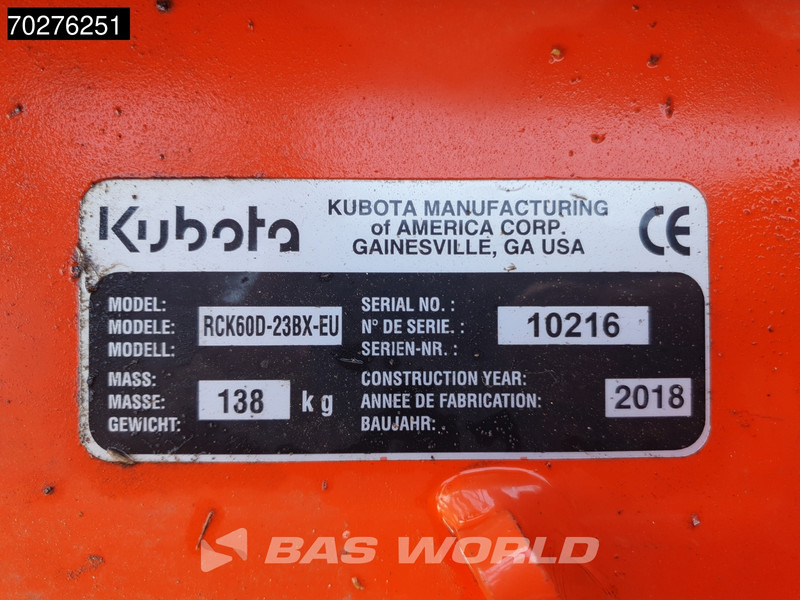 70276251
Kubota
KUBOTA MANUFACTURING
of AMERICA CORP.
GAINESVILLE, GA USA
CE
MODEL:
MODELE:
MODELL:
RCK60D-23BX-EU
SERIAL NO. :
N° DE SERIE. :
SERIEN-NR. :
10216
MASS:
MASSE:
GEWICHT:
138 kg
CONSTRUCTION YEAR:
ANNEÉ DE FABRICATION:
BAUJAHR:
2018
BAS WORLD